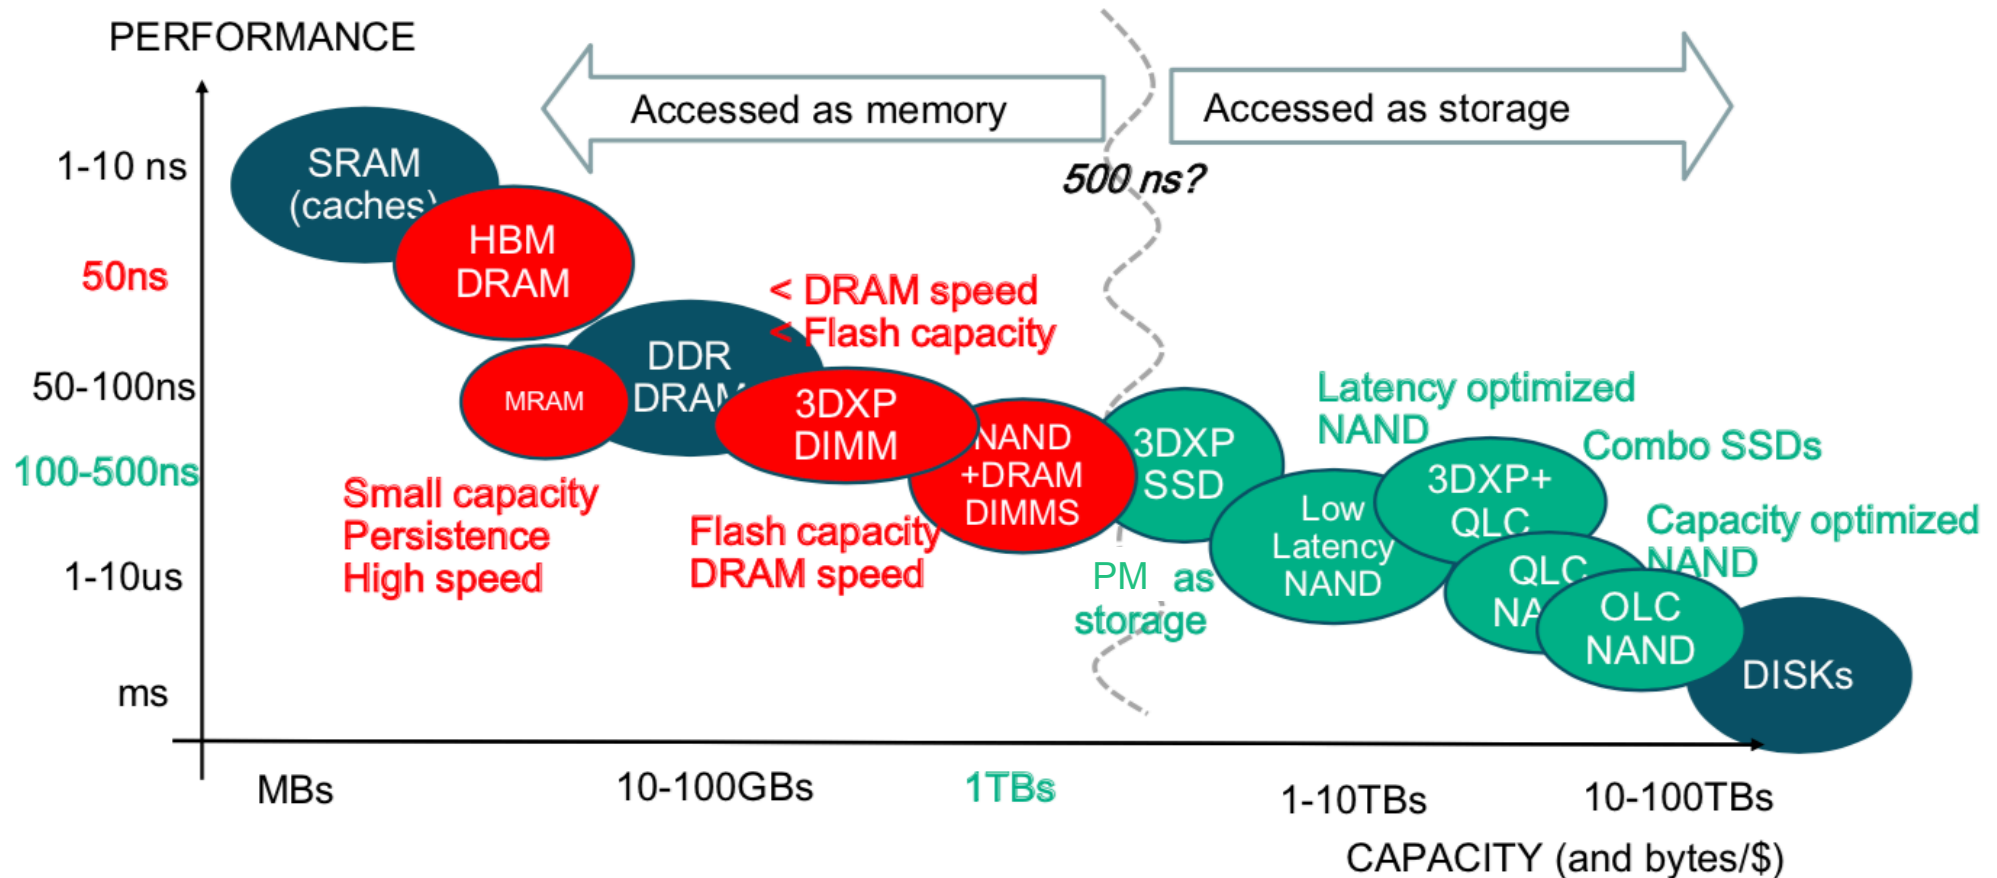 PERFORMANCE
Accessed as memory
Accessed as storage
500 ns?
1-10 ns
50ns
50-100ns
100-500ns
1-10us
ms
SRAM
(caches)
HBM
DRAM
MRAM
DDR
DRAM
< DRAM speed
< Flash capacity
3DXP
DIMM
NAND
+DRAM
DIMMS
Small capacity
Persistence
High speed
Flash capacity
DRAM speed
3DXP
SSD
PM as
storage
Latency optimized
NAND
Low
Latency
NAND
3DXP+
QLC
Combo SSDs
Capacity optimized
NAND
QLC
NA
OLC
NAND
DISKs
MBs
10-100GBs
1TBs
1-10TBs
10-100TBs
CAPACITY (and bytes/$)